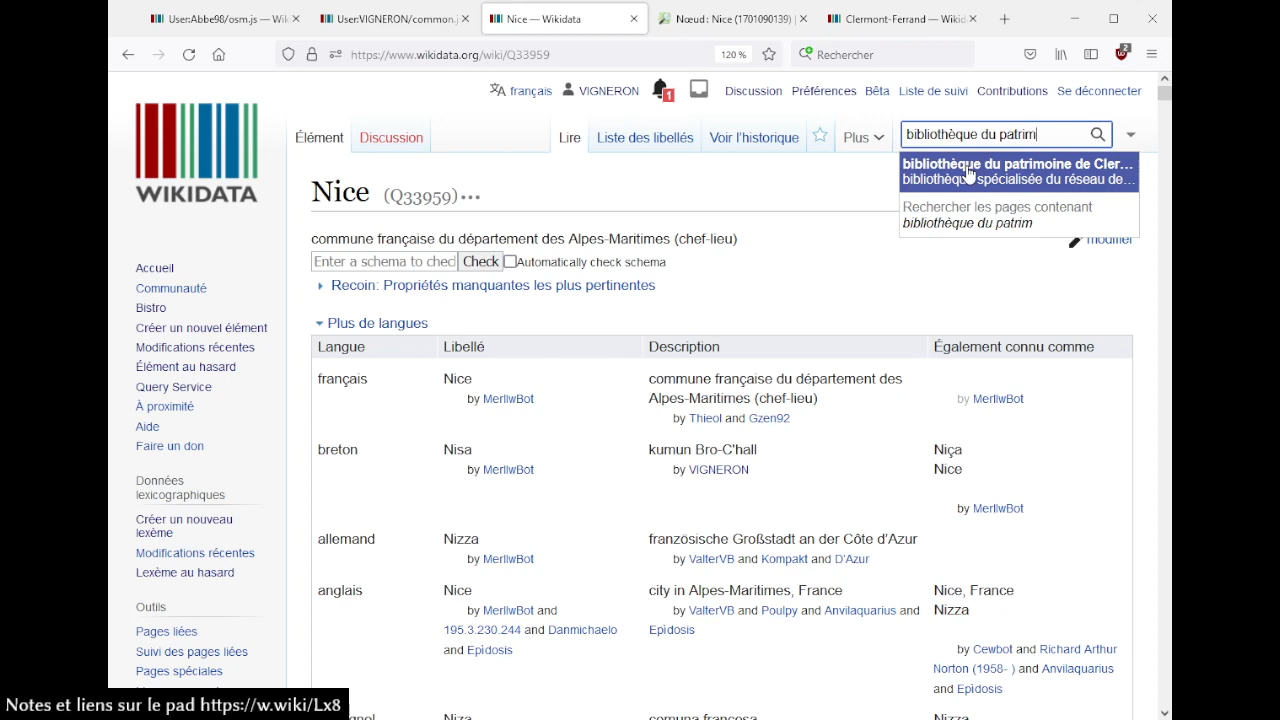 User:Abbe98/osm.js — Wiki
User:VIGNERON/common.j
Nice — Wikidata
Nœud : Nice (1701090139) |
Clermont-Ferrand — Wikid
https://www.wikidata.org/wiki/Q33959
120 %
Rechercher
2
français
VIGNERON
1
Discussion
Préférences
Bêta
Liste de suivi
Contributions
Se déconnecter
WIKIDATA
Élément
Discussion
Lire
Liste des libellés
Voir l'historique
Plus
bibliothèque du patrim
bibliothèque du patrimoine de Cler...
bibliothèque spécialisée du réseau de...
Rechercher les pages contenant
bibliothèque du patrim
Nice (Q33959)
modifier
commune française du département des Alpes-Maritimes (chef-lieu)
Enter a schema to chec
Check
Automatically check schema
Recoin: Propriétés manquantes les plus pertinentes
Plus de langues
Langue
Libellé
Description
Également connu comme
français
Nice
by MerlIwBot
commune française du département des
Alpes-Maritimes (chef-lieu)
by Thieol and Gzen92
by MerlIwBot
breton
Nisa
by MerlIwBot
kumun Bro-C'hall
by VIGNERON
Niça
Nice
by MerlIwBot
allemand
Nizza
by MerlIwBot
französische Großstadt an der Côte d'Azur
by ValterVB and Kompakt and D'Azur
anglais
Nice
by MerlIwBot and
195.3.230.244 and Danmichaelo
and Epìdosis
city in Alpes-Maritimes, France
by ValterVB and Poulpy and Anvilaquarius and
Epìdosis
Nice, France
Nizza
by Cewbot and Richard Arthur
Norton (1958- ) and Anvilaquarius
and Epìdosis
Niza
comuna francesa
Nizza
Accueil
Communauté
Bistro
Créer un nouvel élément
Modifications récentes
Élément au hasard
Query Service
À proximité
Aide
Faire un don
Données
lexicographiques
Créer un nouveau
lexème
Modifications récentes
Lexème au hasard
Outils
Pages liées
Suivi des pages liées
Pages spéciales
Notes et liens sur le pad https://w.wiki/Lx8